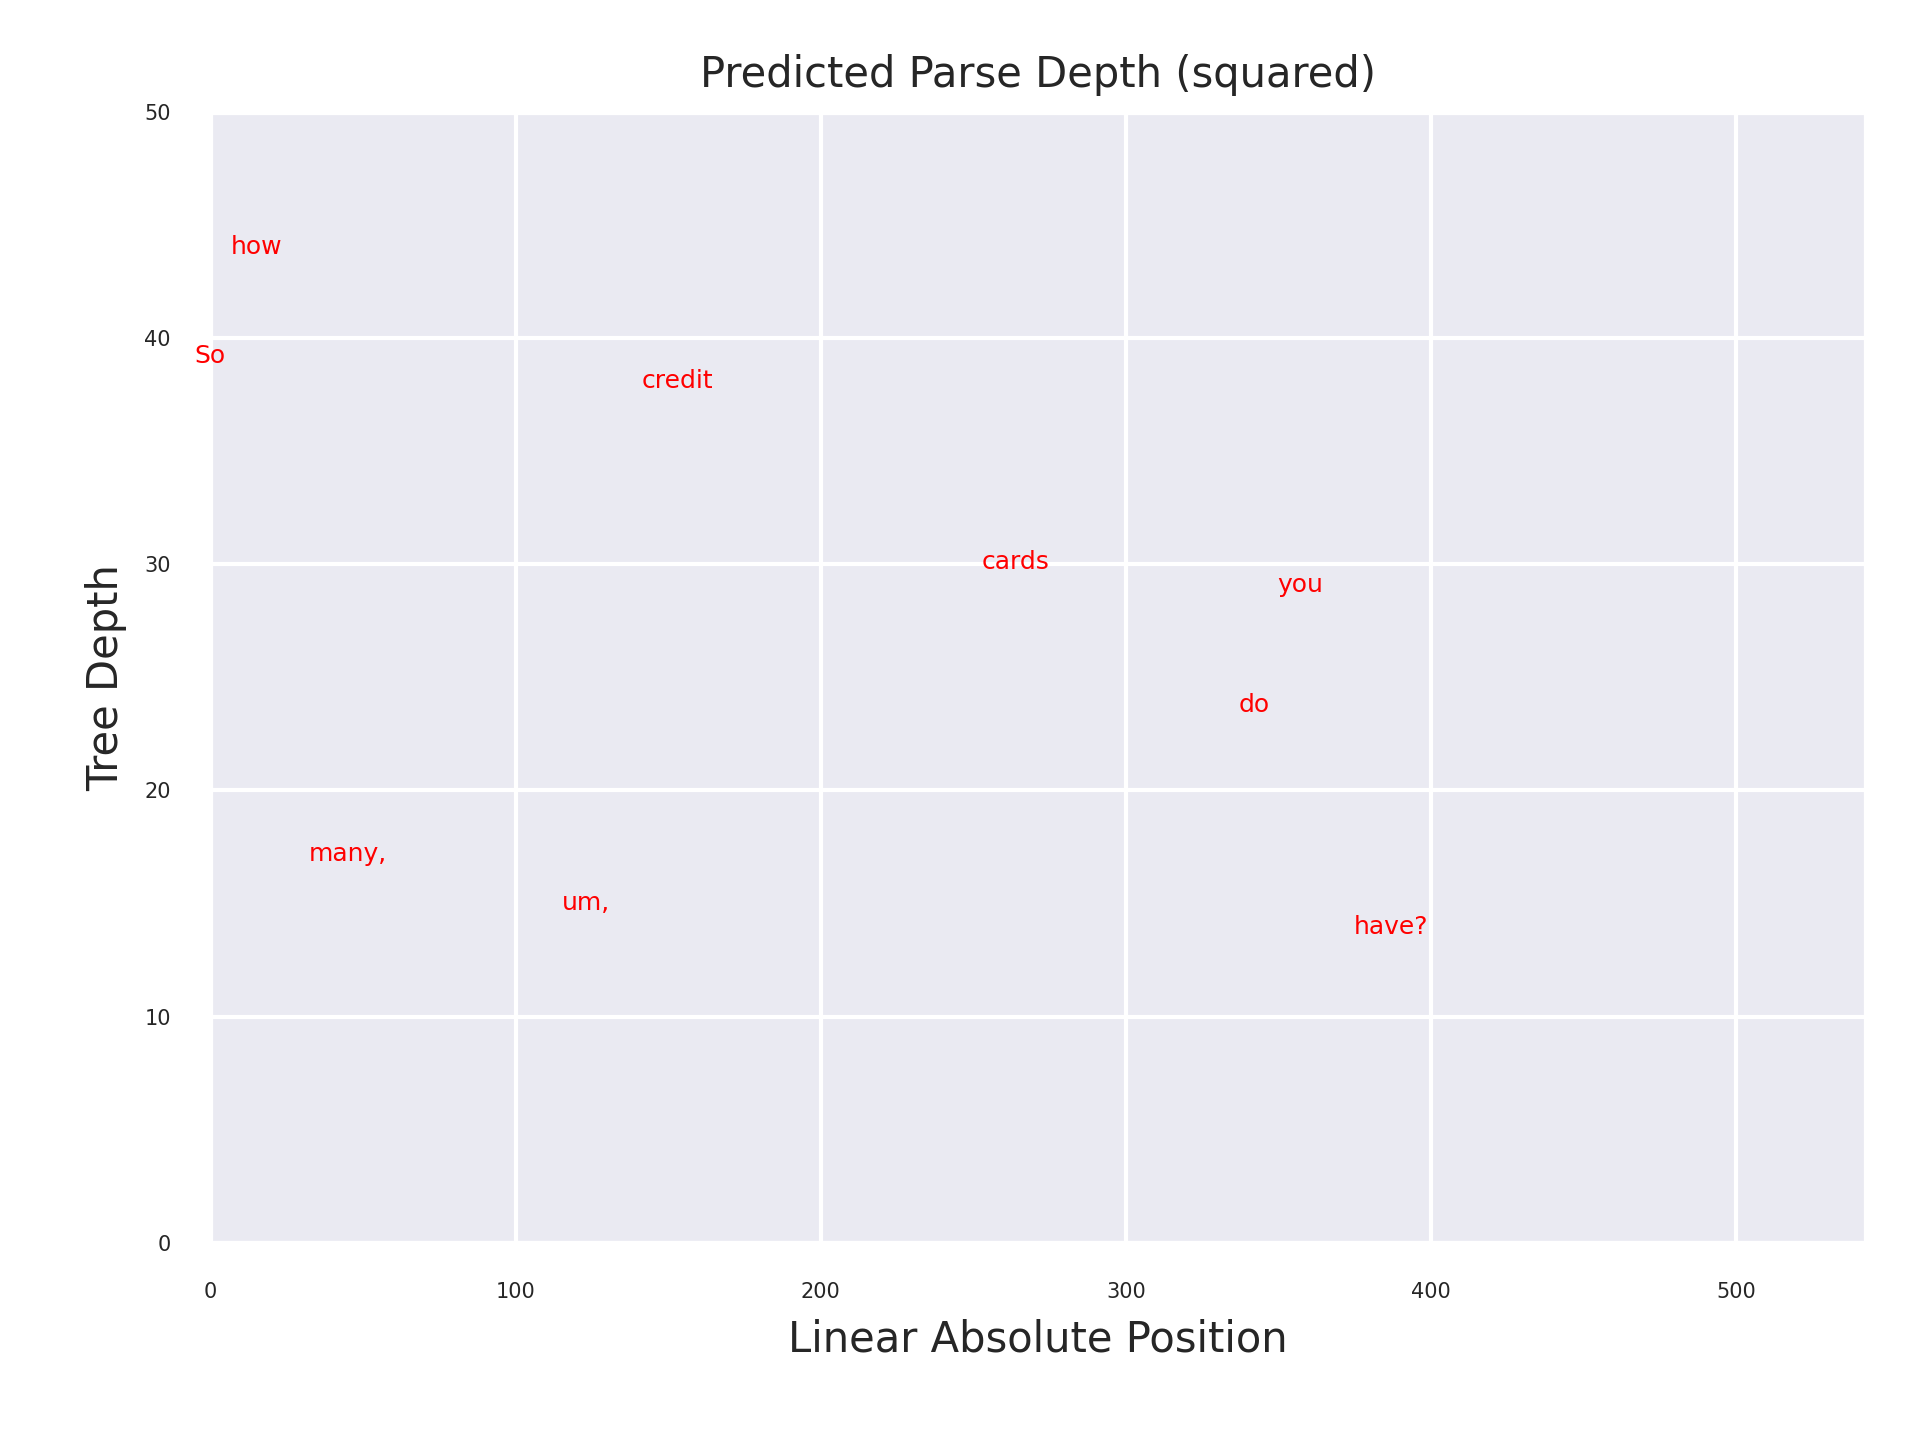 Predicted Parse Depth (squared)
50
how
40
So
credit
30
cards
you
Tree Depth
do
20
many,
um,
have?
10
0
0 100 200 300 400 500
Linear Absolute Position